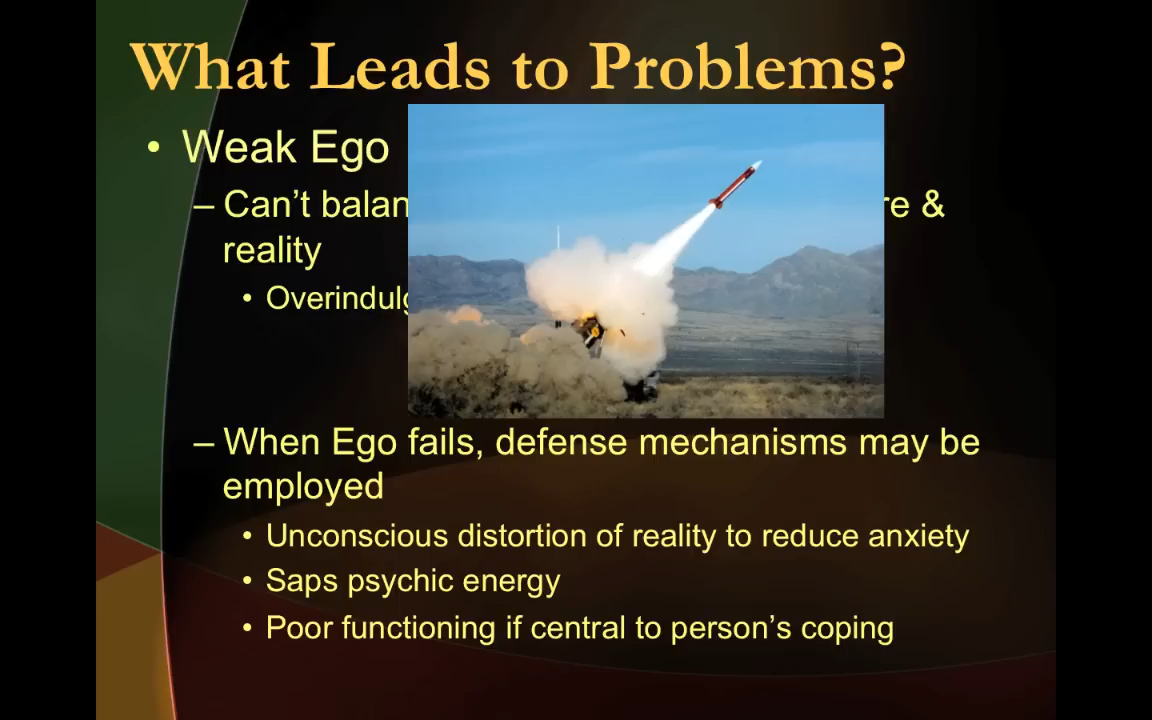 What Leads to Problems?
• Weak Ego
– Can't balan re &
reality
• Overindulg
– When Ego fails, defense mechanisms may be
employed
• Unconscious distortion of reality to reduce anxiety
• Saps psychic energy
• Poor functioning if central to person's coping